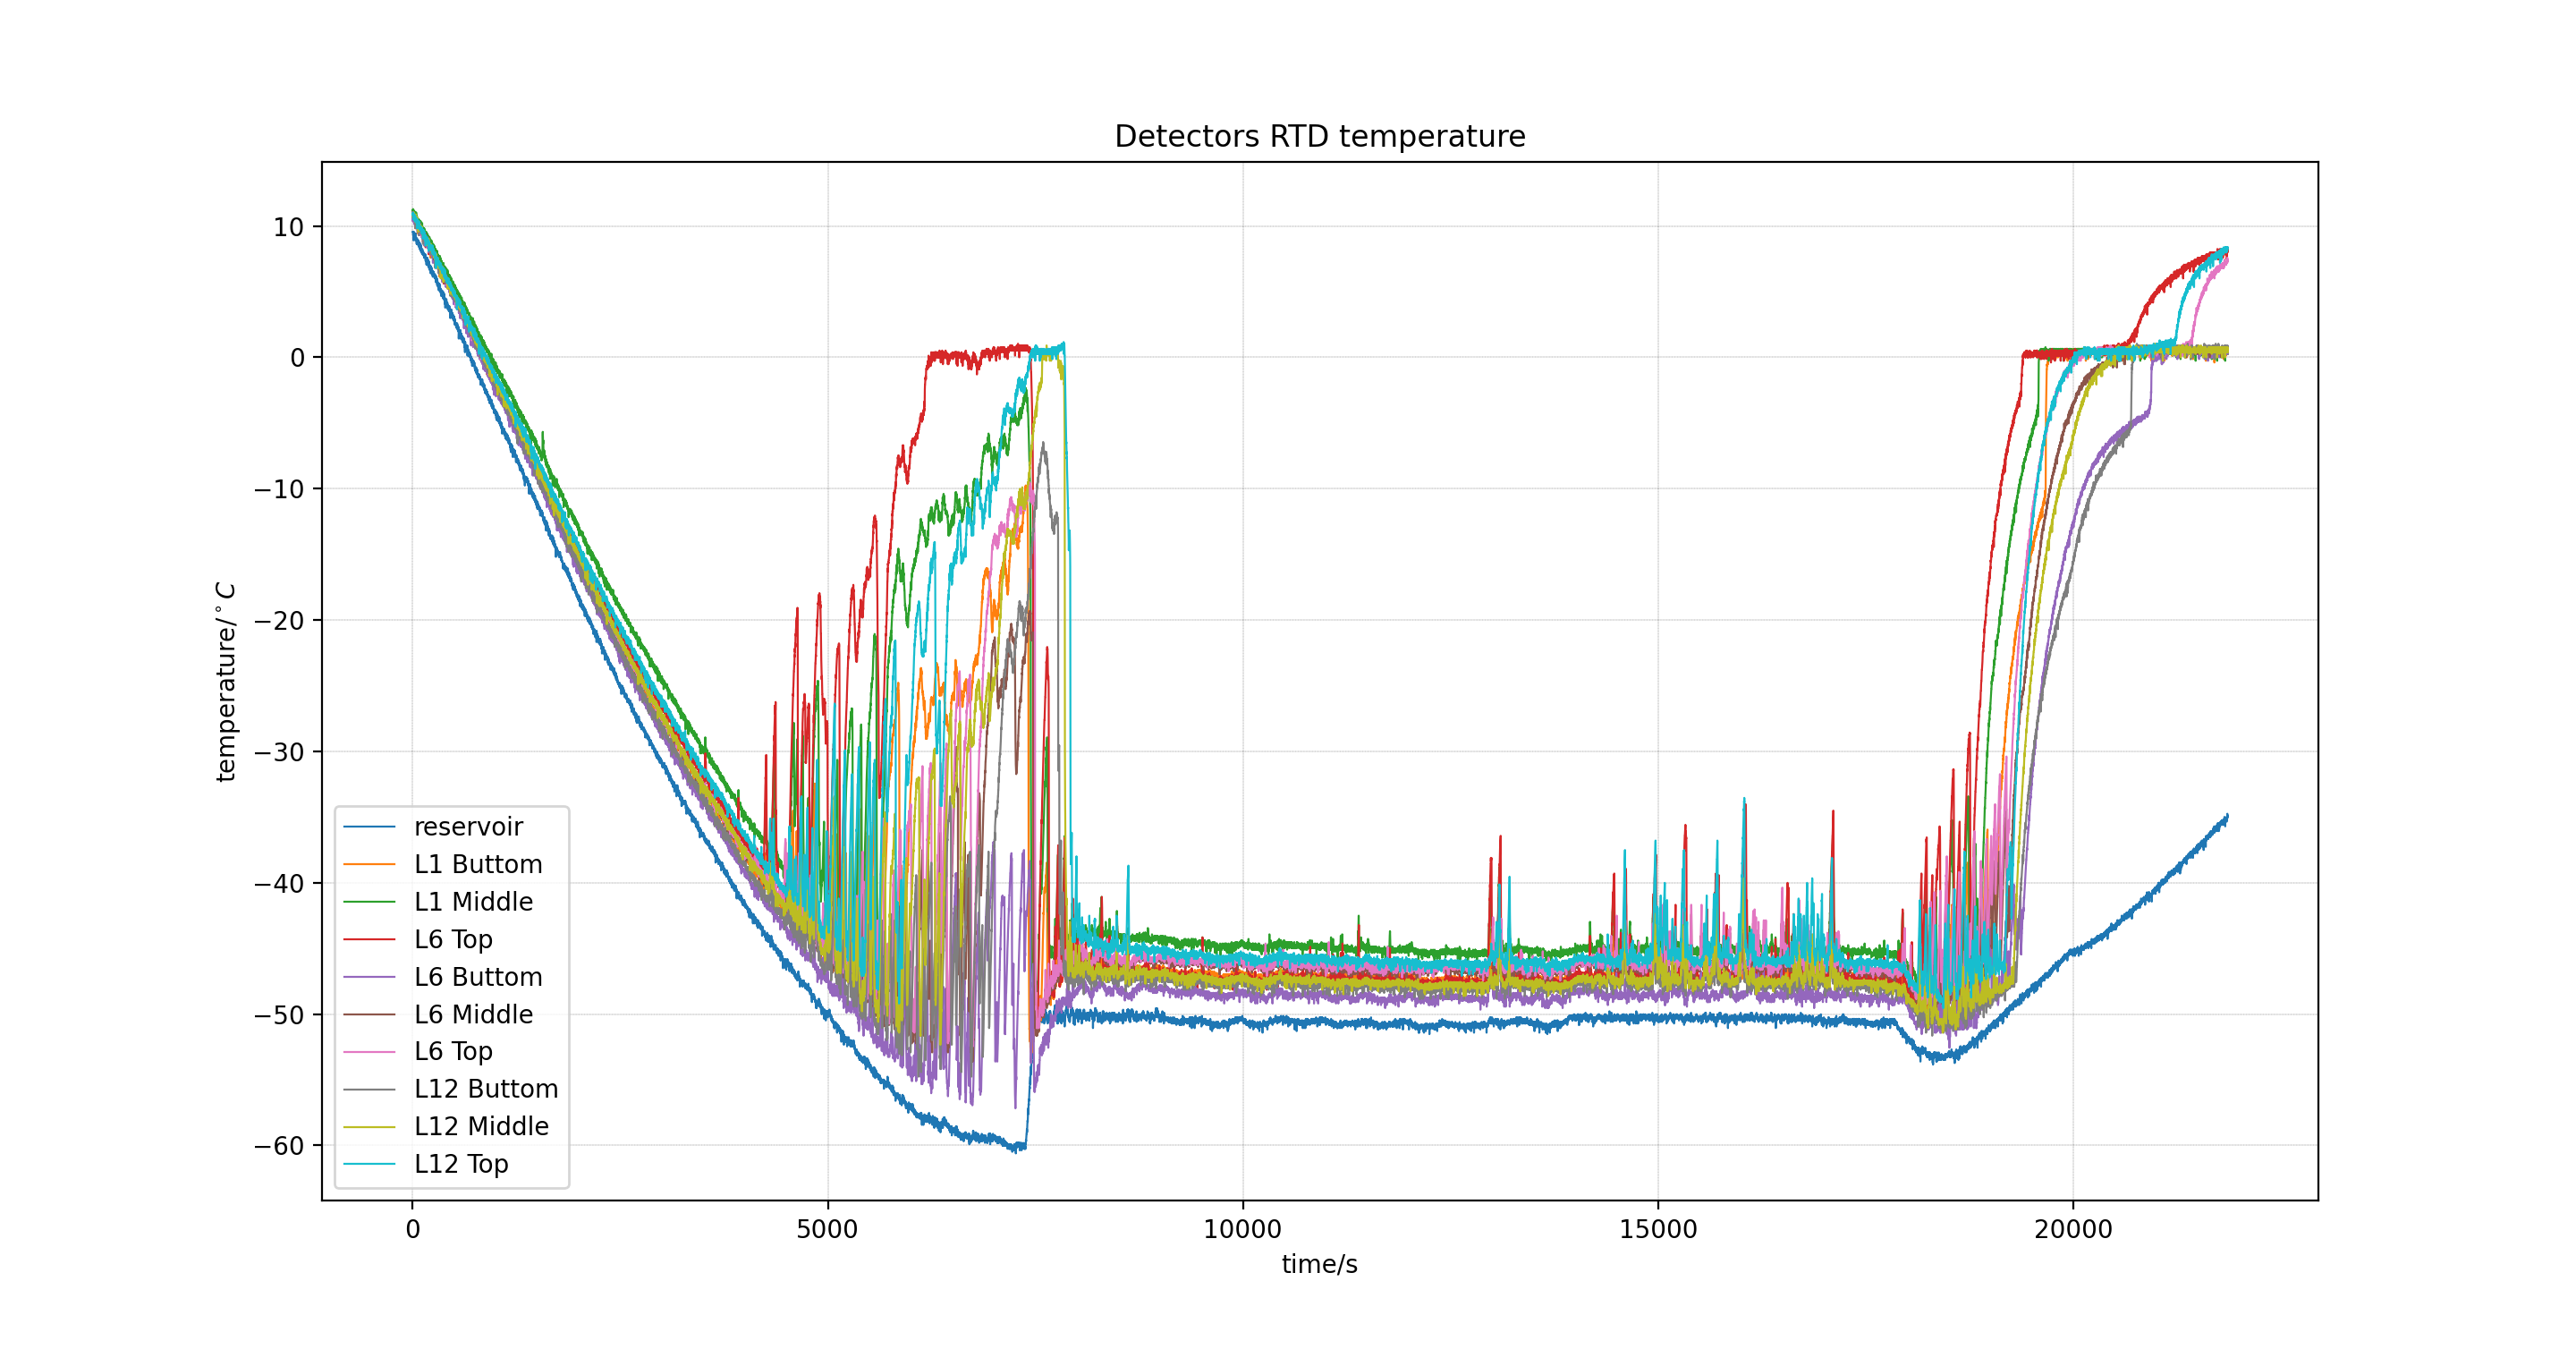 Detectors RTD temperature
temperature/°C
10
0
−10
−20
−30
−40
−50
−60
reservoir
L1 Buttom
L1 Middle
L6 Top
L6 Buttom
L6 Middle
L6 Top
L12 Buttom
L12 Middle
L12 Top
0 5000 10000 15000 20000
time/s